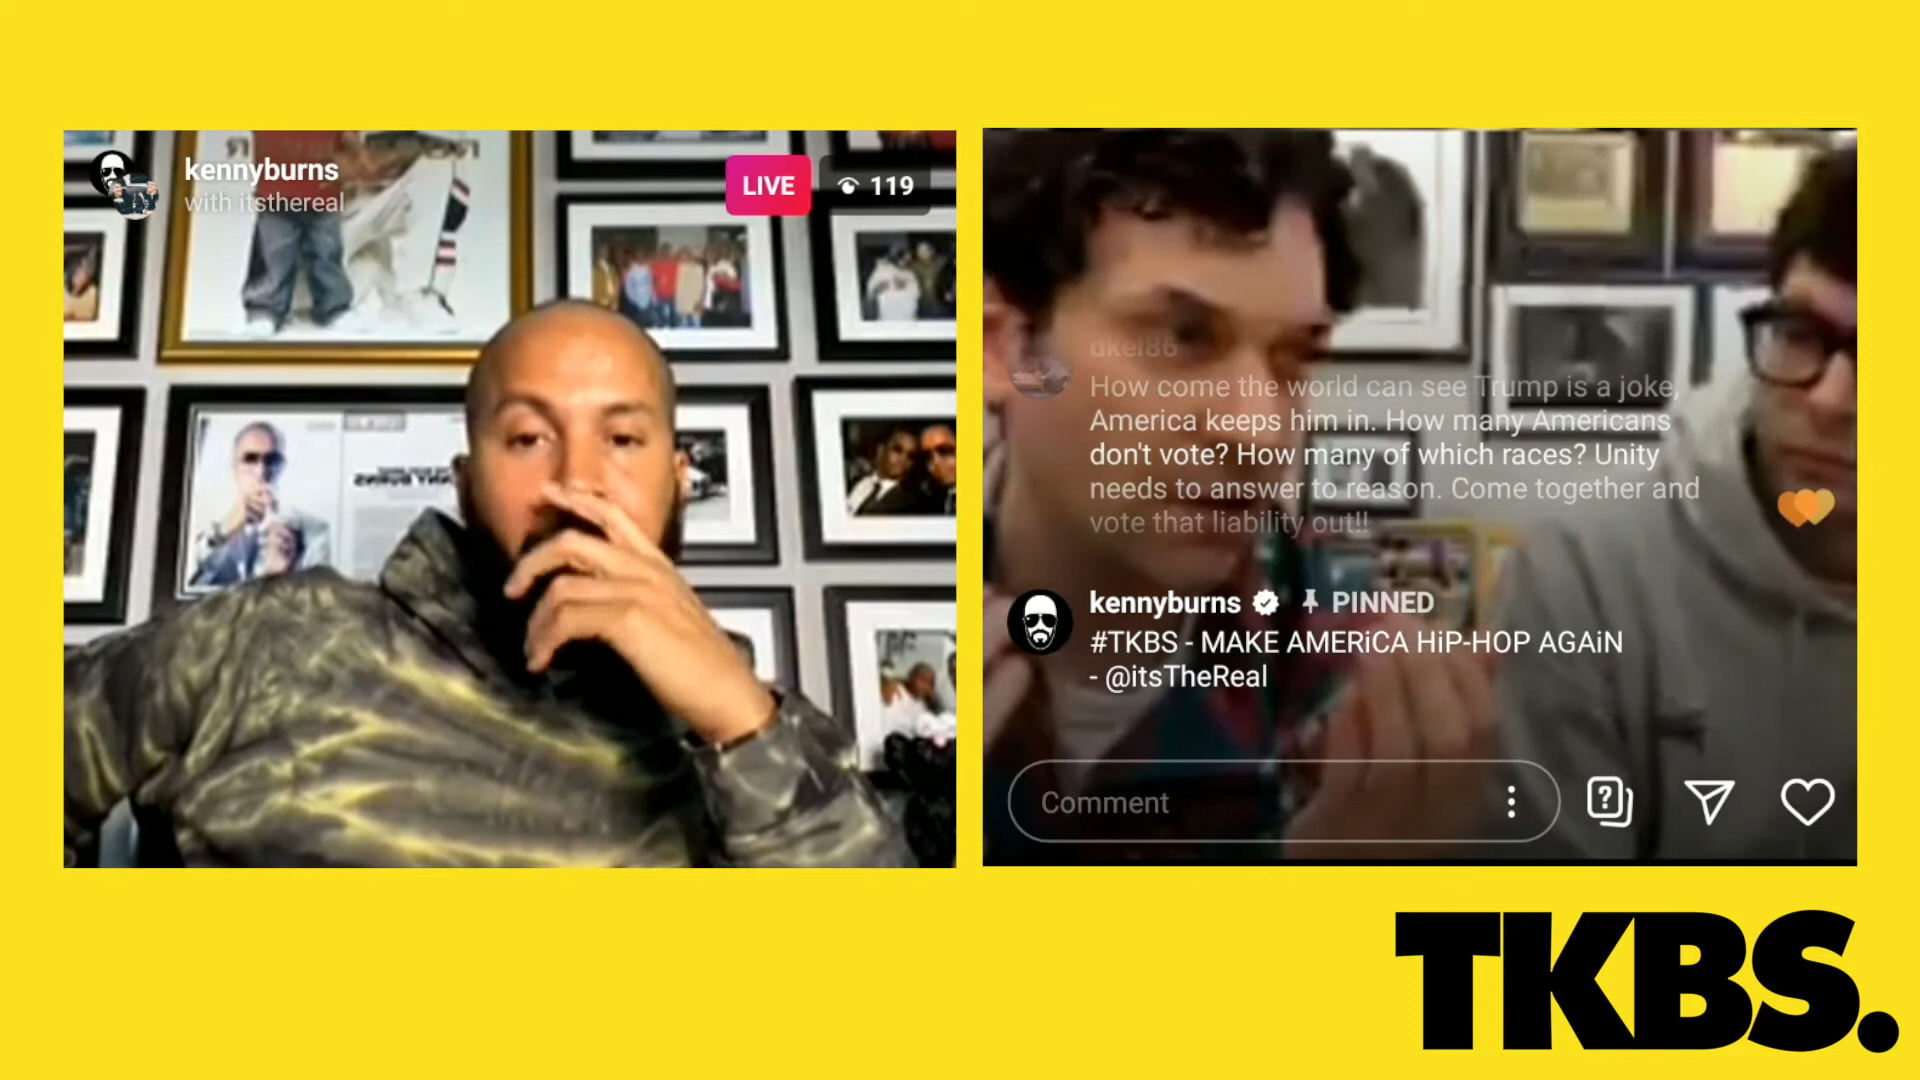 kennyburns
with itsthereal
LIVE
119
dkel86
How come the world can see Trump is a joke,
America keeps him in. How many Americans
don't vote? How many of which races? Unity
needs to answer to reason. Come together and
vote that liability out!!
kennyburns PINNED
#TKBS - MAKE AMERiCA HiP-HOP AGAiN
- @itsTheReal
Comment
TKBS.